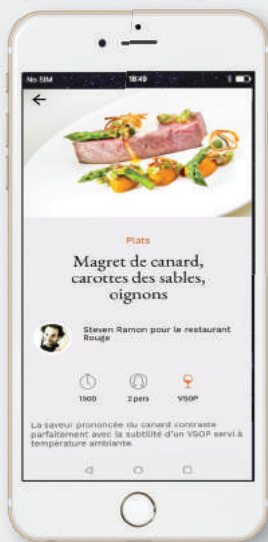 No SIM 18:49
Plats
Magret de canard,
carottes des sables,
oignons
Steven Ramon pour le restaurant
Rouge
1h00 2 pers VSOP
La saveur prononcée du canard contraste
parfaitement avec la subtilité d'un VSOP servi à
température ambiante.